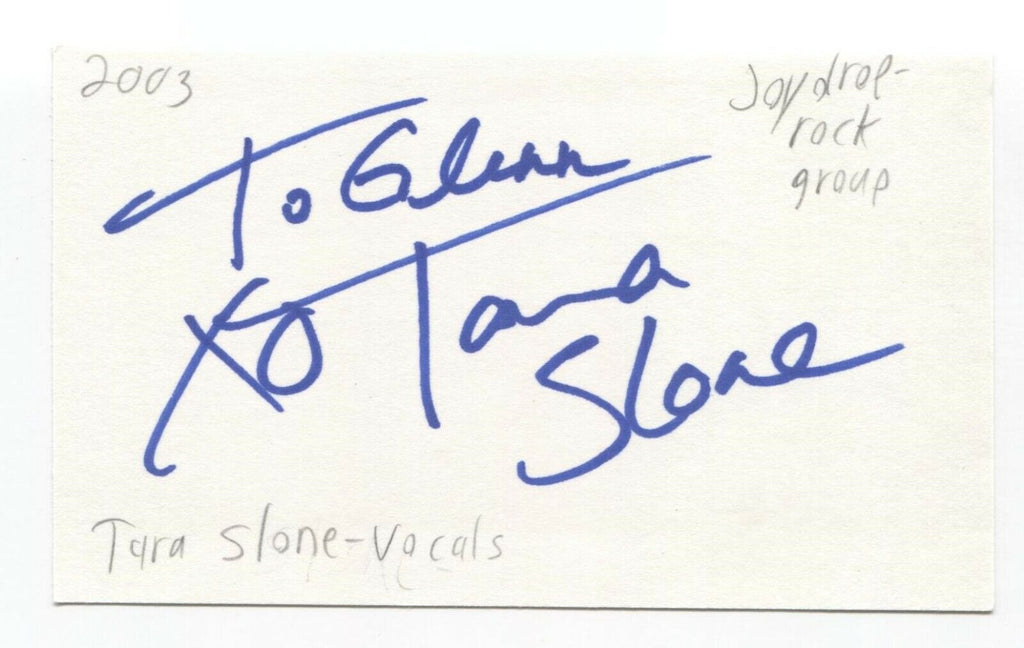 2003
Joydrop-
rock
group
To Glenn
XO Tara
Slone
Tara Slone-Vocals